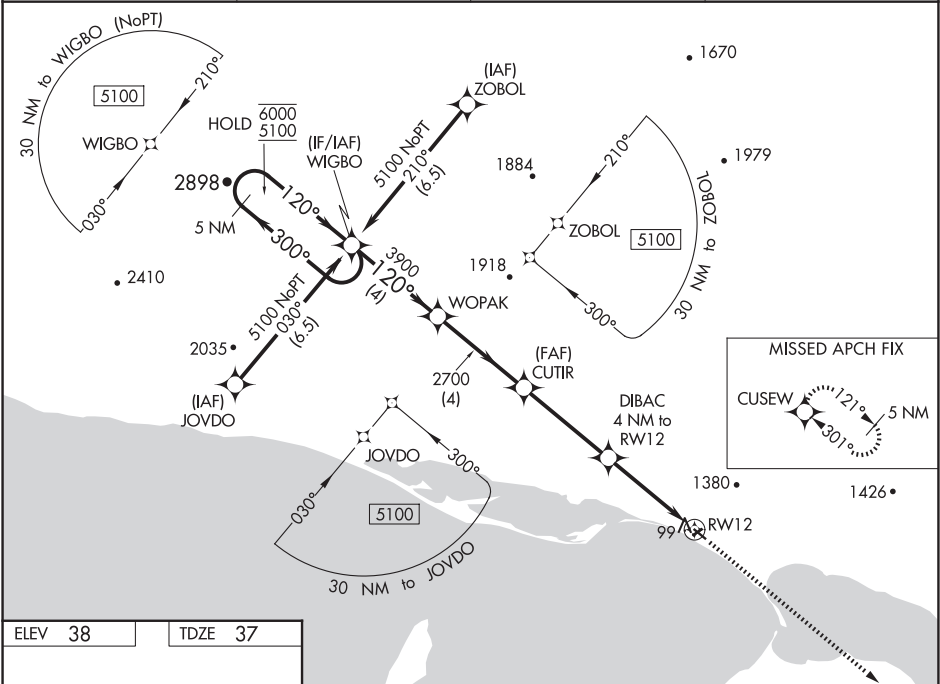 30 NM to WIGBO (NoPT)
210°
5100
WIGBO
030°
HOLD
6000
5100
(IF/IAF)
WIGBO
(IAF)
ZOBOL
5100 NoPT
210°
(6.5)
1670
1884
1979
210°
ZOBOL
5100
300°
30 NM to ZOBOL
2898
120°
5 NM
300°
2410
1918
3900
120°
(4)
WOPAK
5100 NoPT
030°
(6.5)
2035
(IAF)
JOVDO
2700
(4)
(FAF)
CUTIR
DIBAC
4 NM to
RW12
MISSED APCH FIX
CUSEW
121°
5 NM
301°
JOVDO
300°
030°
5100
30 NM to JOVDO
1380
1426
99
RW12
ELEV 38
TDZE 37